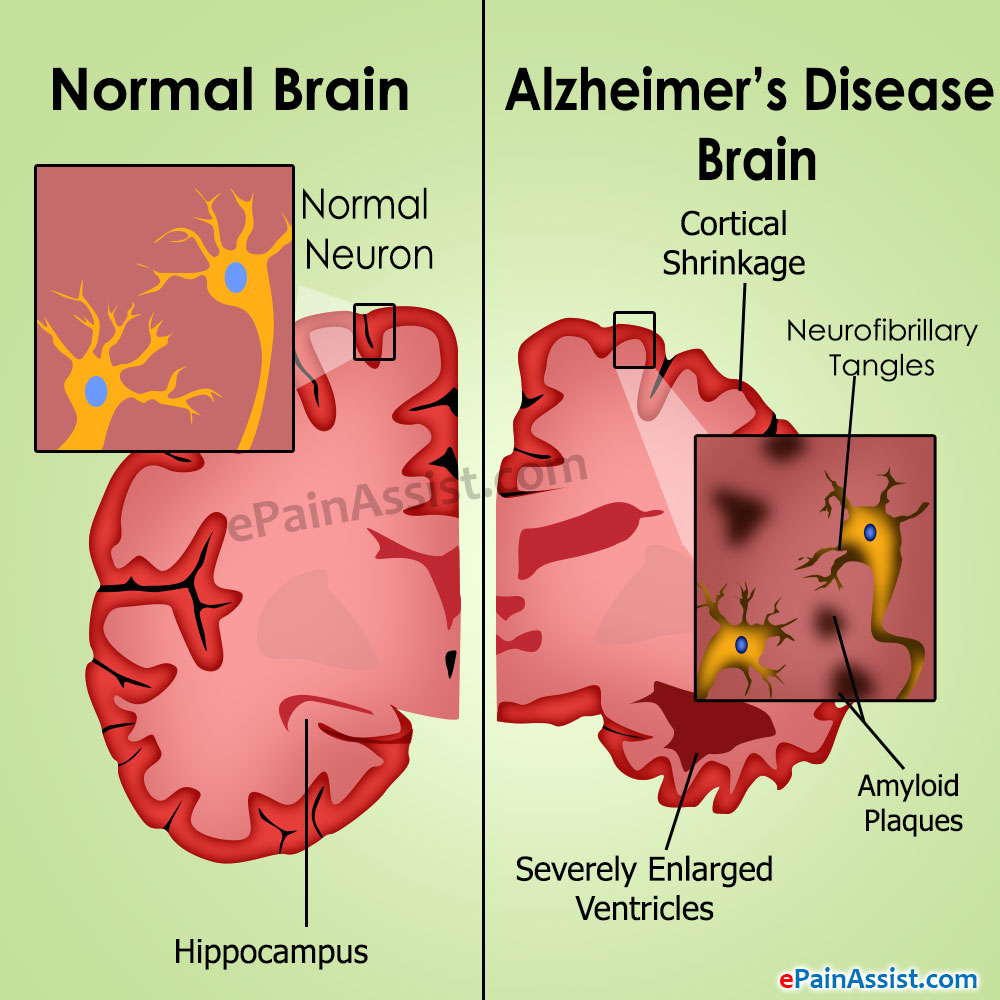 Normal Brain
Alzheimer's Disease
Brain
Normal
Neuron
Cortical
Shrinkage
Neurofibrillary
Tangles
ePainAssist.com
Amyloid
Plaques
Severely Enlarged
Ventricles
Hippocampus
ePainAssist.com